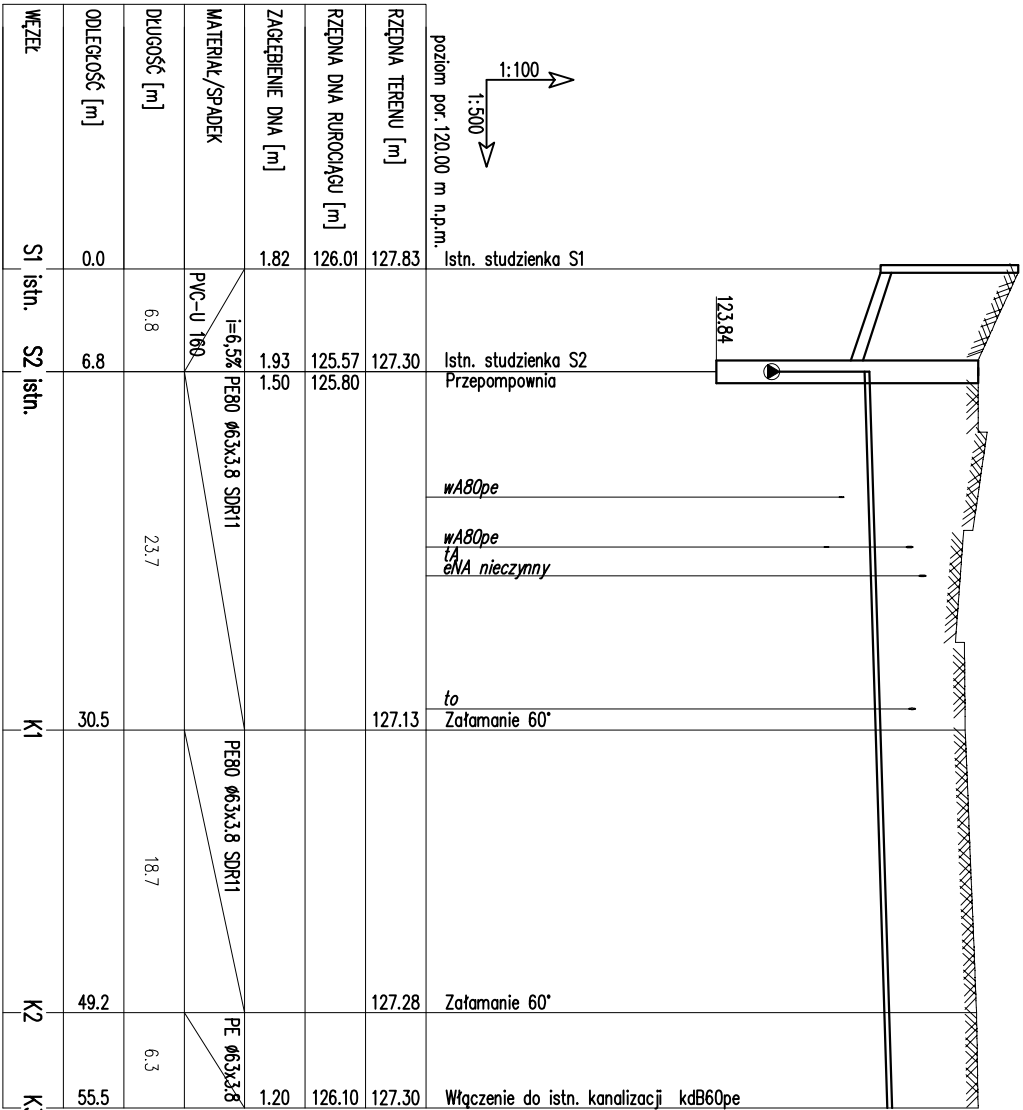 1:100
1:500
poziom por. 120.00 m n.p.m.
RZĘDNA TERENU [m]
RZĘDNA DNA RUROCIĄGU [m]
ZAGŁĘBIENIE DNA [m]
MATERIAŁ/SPADEK
DŁUGOŚĆ [m]
ODLEGŁOŚĆ [m]
WĘZEŁ
123.84
Istn. studzienka S1
127.83
126.01
1.82
0.0
S1 istn.
i=6,5%
PVC-U 160
6.8
Istn. studzienka S2
Przepompownia
127.30
125.57
125.80
1.93
1.50
6.8
S2 istn.
PE80 Ø63x3.8 SDR11
23.7
wA80pe
wA80pe
tA
eNA nieczynny
to
Załamanie 60°
127.13
30.5
K1
PE80 Ø63x3.8 SDR11
18.7
Załamanie 60°
127.28
49.2
K2
PE Ø63x3.8
6.3
Włączenie do istn. kanalizacji kdB60pe
127.30
126.10
1.20
55.5